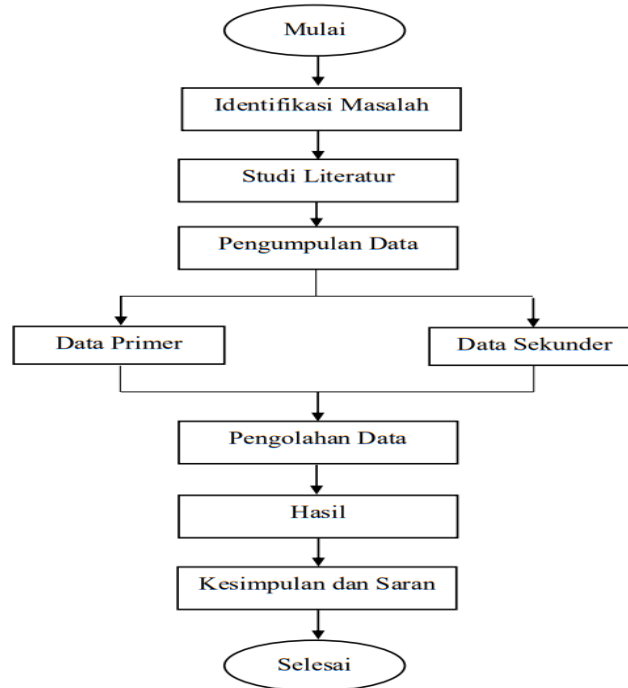 Mulai
Identifikasi Masalah
Studi Literatur
Pengumpulan Data
Data Primer
Data Sekunder
Pengolahan Data
Hasil
Kesimpulan dan Saran
Selesai